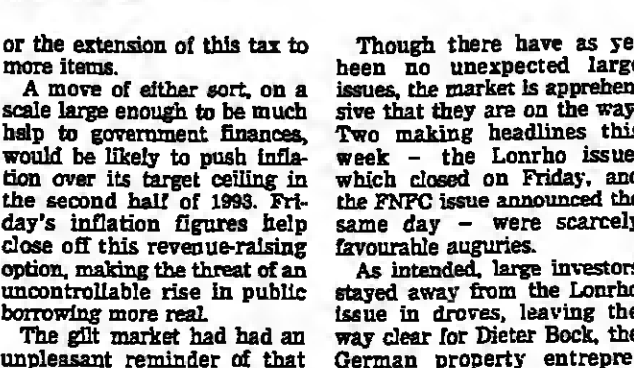 or the extension of this tax to
more items.
A move of either sort, on a
scale large enough to be much
help to government finances,
would be likely to push infla-
tion over its target ceiling in
the second half of 1993. Fri-
day's inflation figures help
close off this revenue-raising
option, making the threat of an
uncontrollable rise in public
borrowing more real.
The gilt market had had an
unpleasant reminder of that
Though there have as ye
been no unexpected large
issues, the market is apprehen
sive that they are on the way
Two making headlines this
week – the Lonrho issue
which closed on Friday, and
the FNFC issue announced the
same day – were scarcely
favourable auguries.
As intended, large investors
stayed away from the Lonrho
issue in droves, leaving the
way clear for Dieter Bock, the
German property entrepre